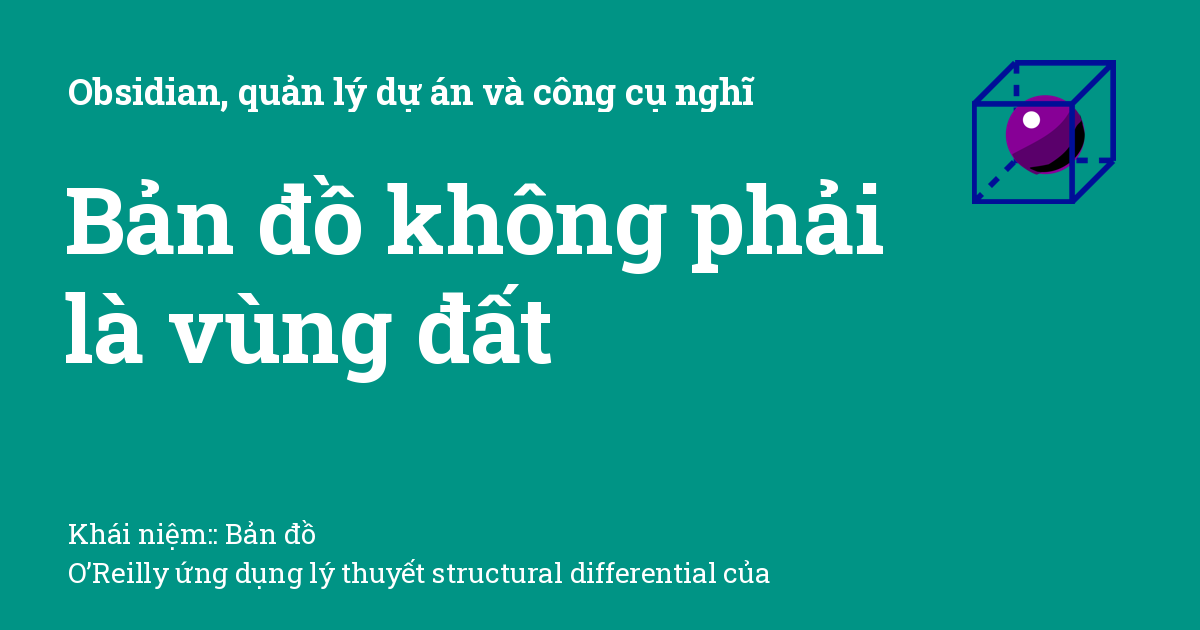 Obsidian, quản lý dự án và công cụ nghĩ
Bản đồ không phải
là vùng đất
Khái niệm:: Bản đồ
O’Reilly ứng dụng lý thuyết structural differential của